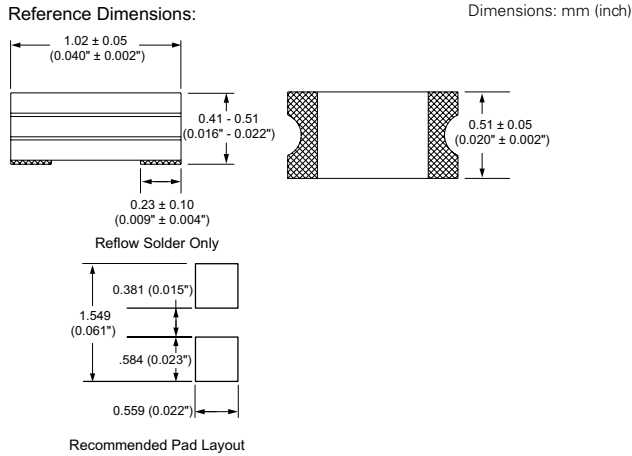 Reference Dimensions:
Dimensions: mm (inch)
1.02 ± 0.05
(0.040" ± 0.002")
0.41 - 0.51
(0.016" - 0.022")
0.51 ± 0.05
(0.020" ± 0.002")
0.23 ± 0.10
(0.009" ± 0.004")
Reflow Solder Only
0.381 (0.015")
1.549
(0.061")
.584 (0.023")
0.559 (0.022")
Recommended Pad Layout